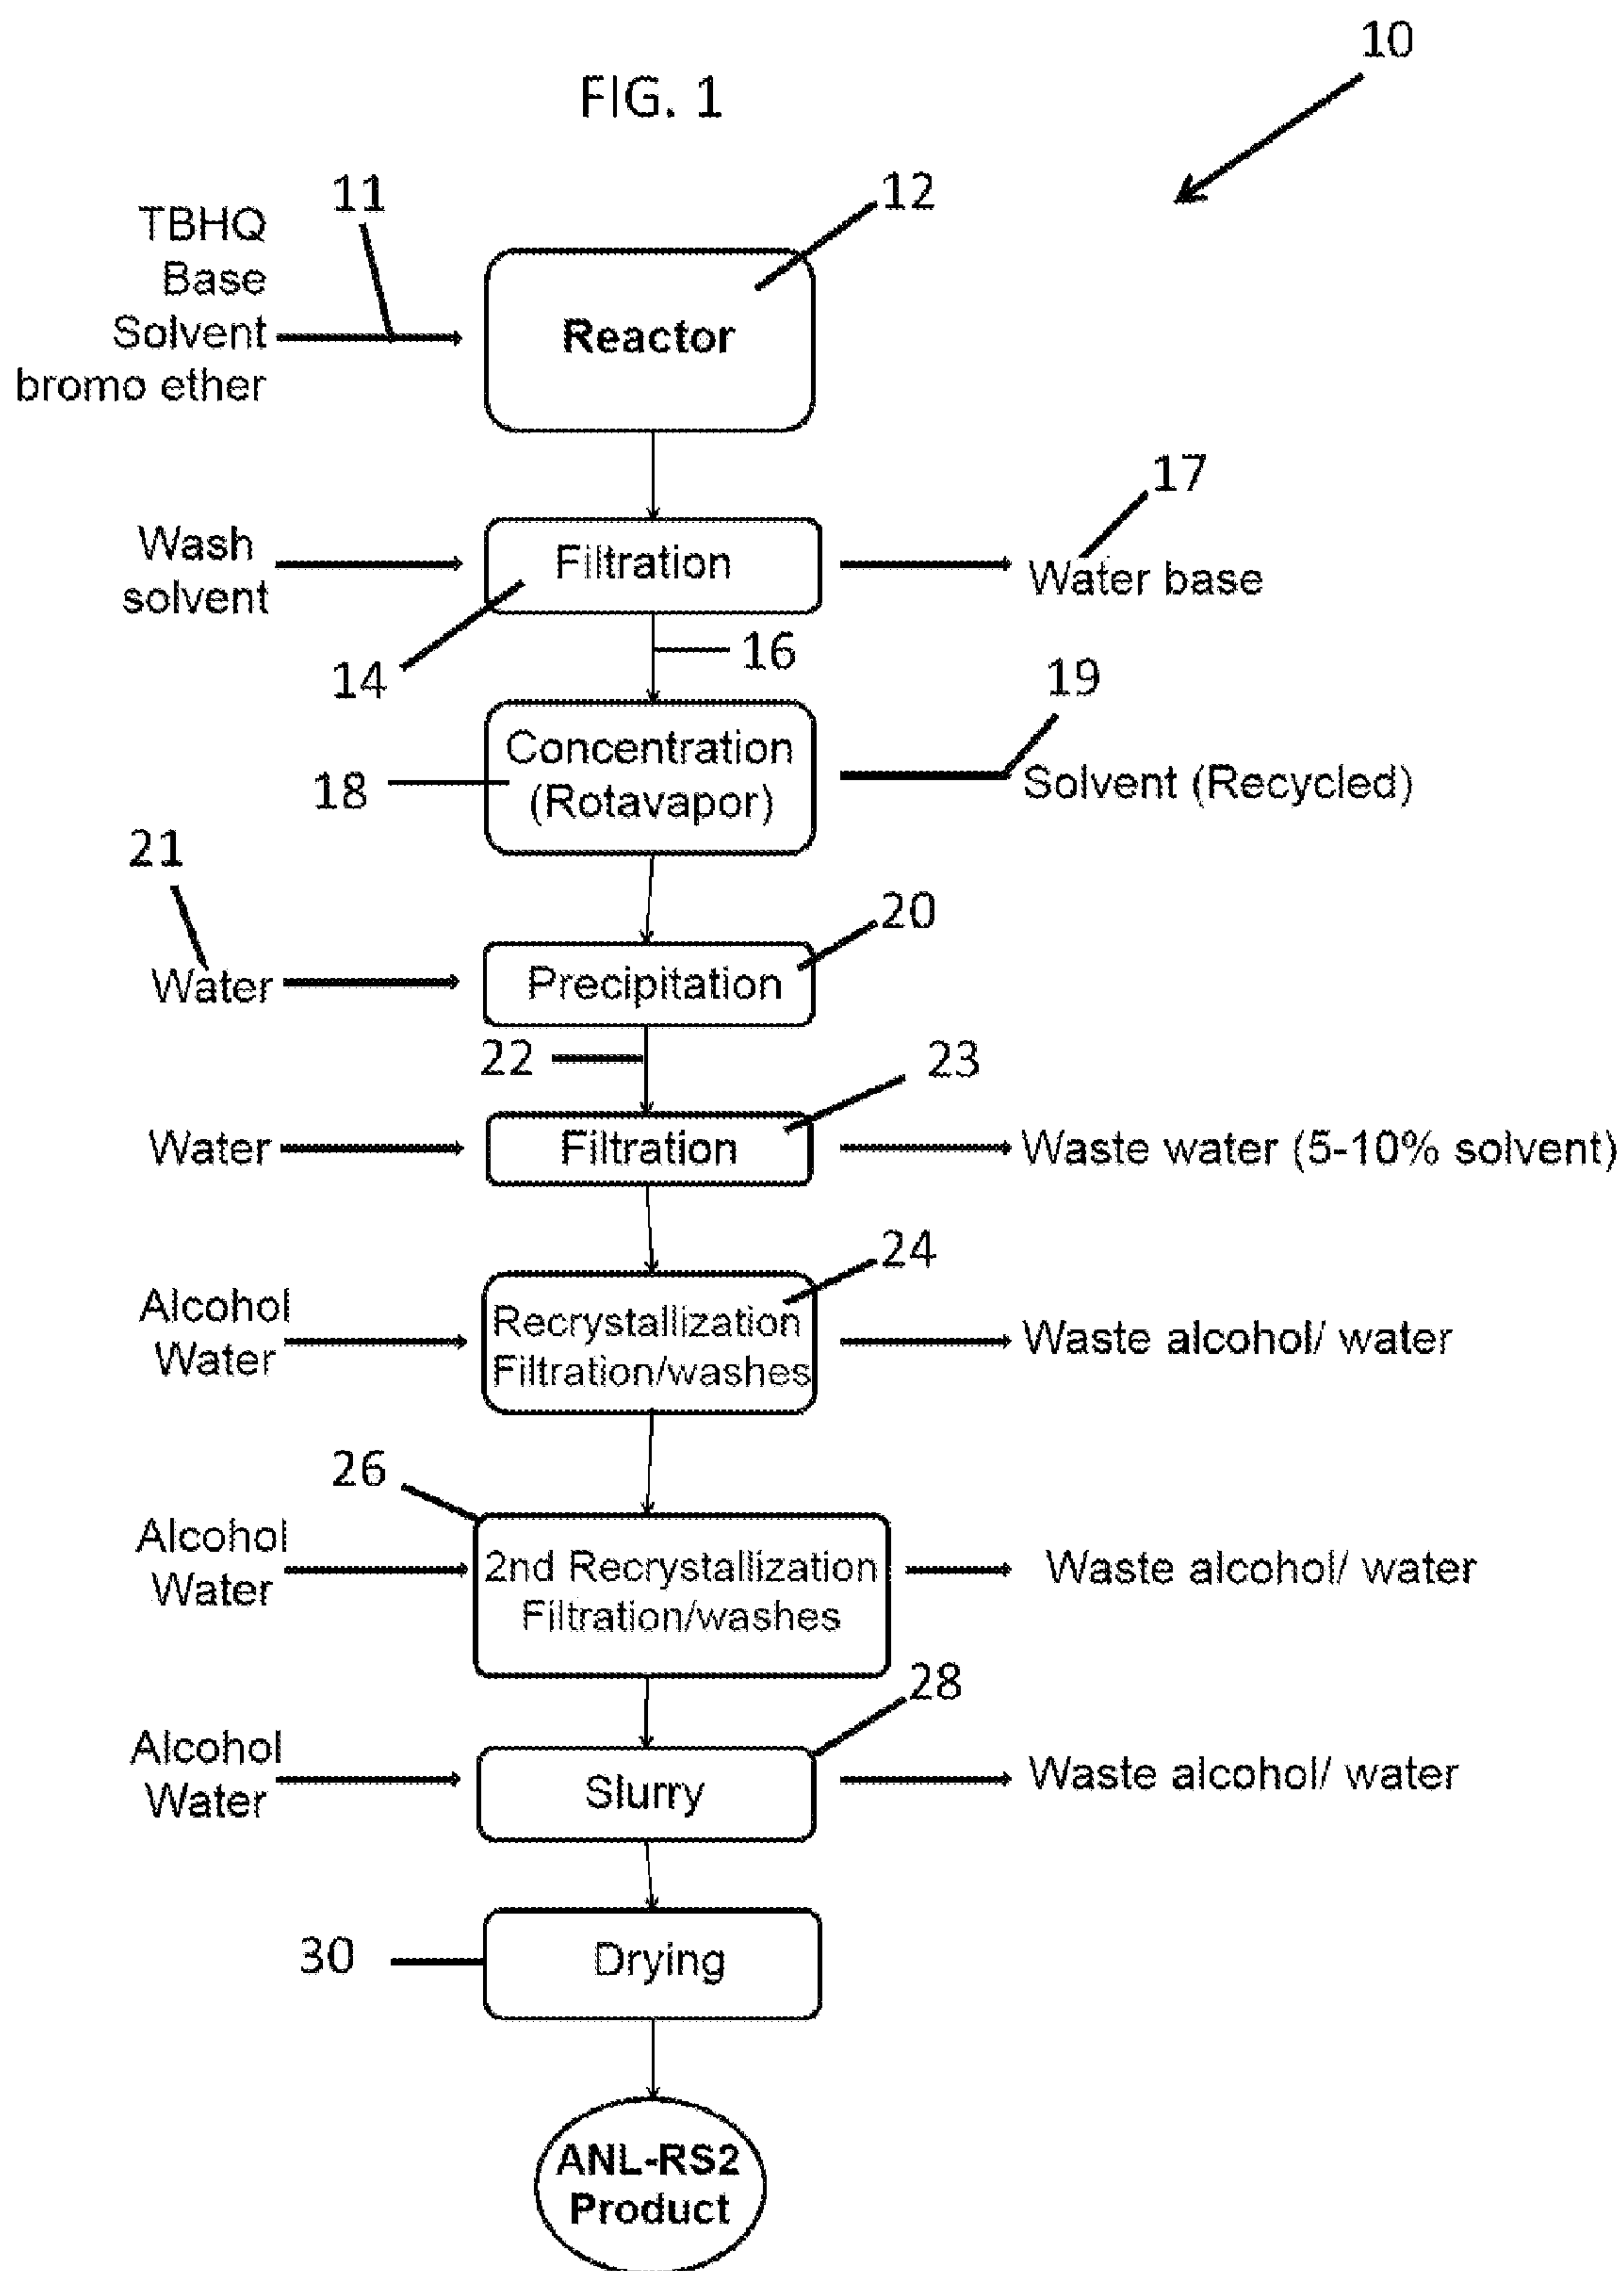 10
FIG. 1
11
12
TBHQ
Base
Solvent
bromo ether
Reactor
17
Wash
solvent
Filtration
Water base
14
16
19
Concentration
(Rotavapor)
18
Solvent (Recycled)
21
20
Water
Precipitation
22
23
Water
Filtration
Waste water (5-10% solvent)
24
Alcohol
Water
Recrystallization
Filtration/washes
Waste alcohol/ water
26
Alcohol
Water
2nd Recrystallization
Filtration/washes
Waste alcohol/ water
28
Alcohol
Water
Slurry
Waste alcohol/ water
30
Drying
ANL-RS2
Product